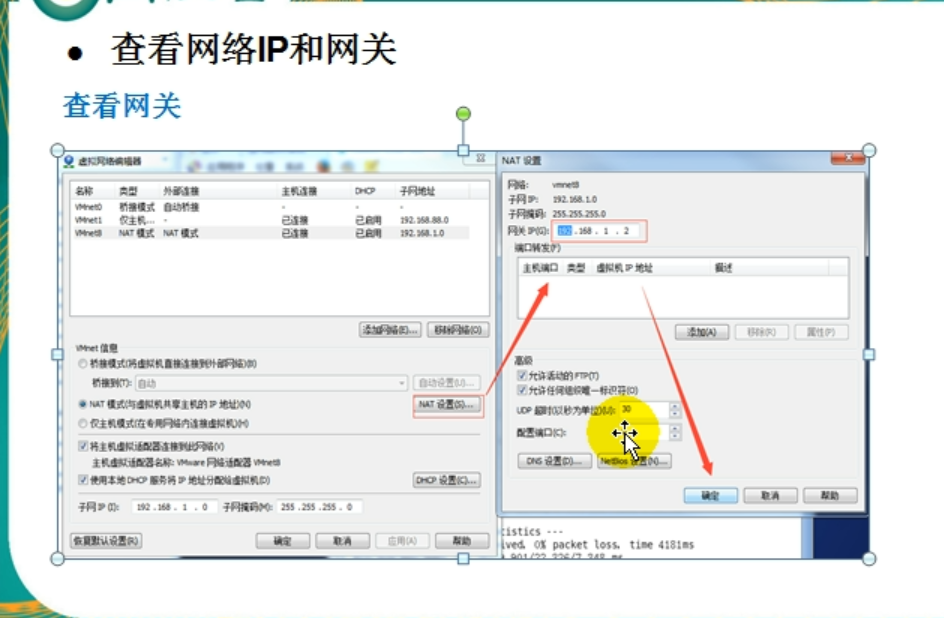 • 查看网络IP和网关
查看网关
虚拟网络编辑器
名称 类型 外部连接 主机连接 DHCP 子网地址
VMnet0 桥接模式 自动桥接 - - -
VMnet1 仅主机... - 已连接 已启用 192.168.88.0
VMnet8 NAT 模式 NAT 模式 已连接 已启用 192.168.1.0
添加网络(E)... 移除网络(O)
VMnet 信息
桥接模式(将虚拟机直接连接到外部网络)(B)
桥接到(T): 自动 自动设置(U)...
NAT 模式(与虚拟机共享主机的 IP 地址)(N) NAT 设置(S)...
仅主机模式(在专用网络内连接虚拟机)(H)
将主机虚拟适配器连接到此网络(V)
主机虚拟适配器名称: VMware 网络适配器 VMnet8
使用本地 DHCP 服务将 IP 地址分配给虚拟机(D) DHCP 设置(C)...
子网 IP (I): 192 .168 . 1 . 0 子网掩码(M): 255 .255 .255 . 0
恢复默认设置(R) 确定 取消 应用(A) 帮助
NAT 设置
网络: vmnet8
子网 IP: 192.168.1.0
子网掩码: 255.255.255.0
网关 IP(G): 192 .168 . 1 . 2
端口转发(F)
主机端口 类型 虚拟机 IP 地址 描述
添加(A) 移除(R) 属性(P)
高级
允许活动的 FTP(T)
允许任何组织唯一标识符(O)
UDP 超时(以秒为单位)(U): 30
配置端口(C):
DNS 设置(D)... NetBios 设置(N)...
确定 取消 帮助
tistics ---
ived, 0% packet loss, time 4181ms